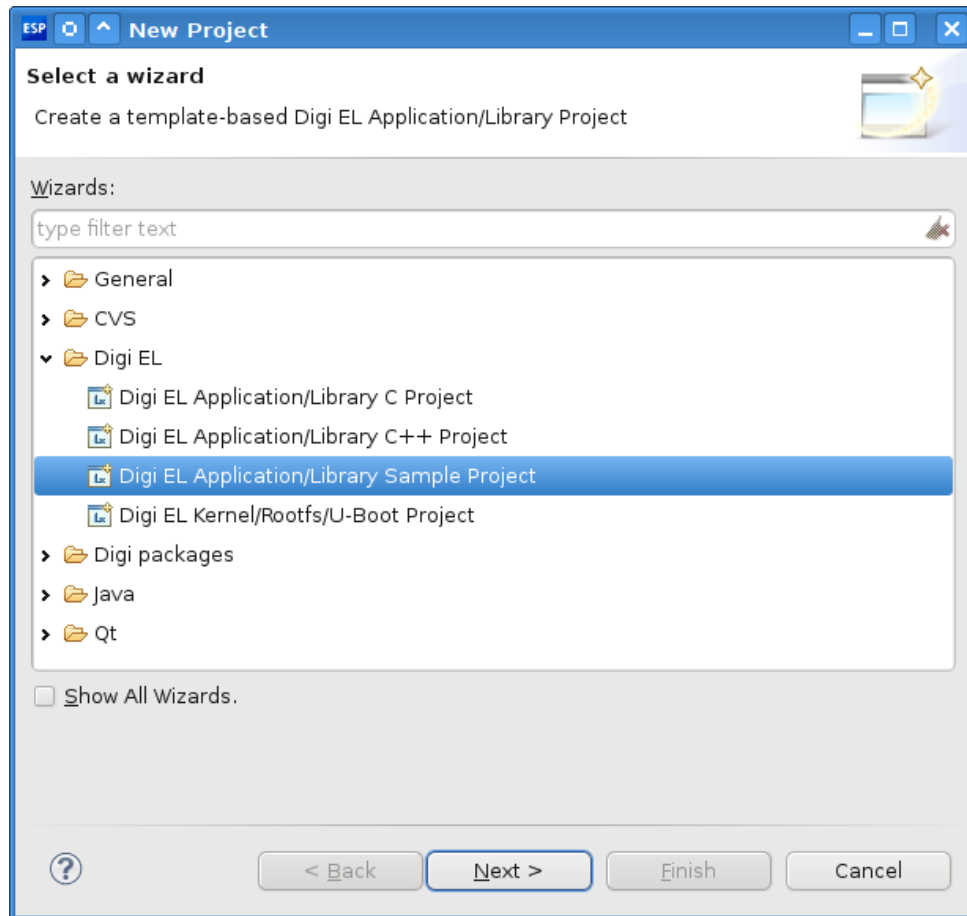 ESP New Project
Select a wizard
Create a template-based Digi EL Application/Library Project
Wizards:
type filter text
General
CVS
Digi EL
Digi EL Application/Library C Project
Digi EL Application/Library C++ Project
Digi EL Application/Library Sample Project
Digi EL Kernel/Rootfs/U-Boot Project
Digi packages
Java
Qt
Show All Wizards.
? < Back Next > Finish Cancel